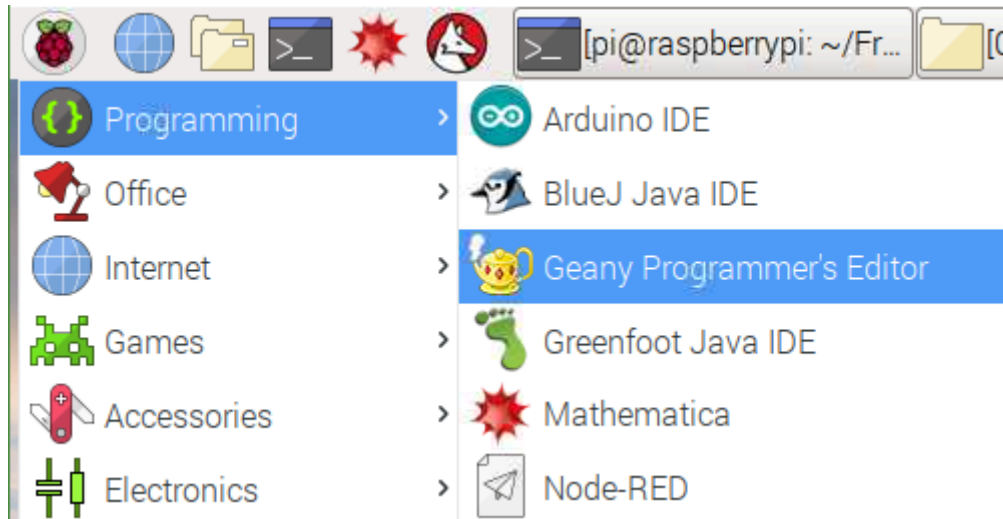 [pi@raspberrypi: ~/Fr...
Programming
Office
Internet
Games
Accessories
Electronics
Arduino IDE
BlueJ Java IDE
Geany Programmer's Editor
Greenfoot Java IDE
Mathematica
Node-RED